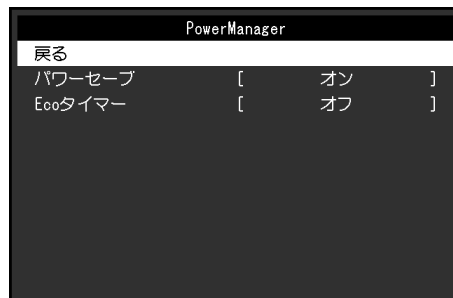 PowerManager
戻る
パワーセーブ [ オン ]
Ecoタイマー [ オフ ]